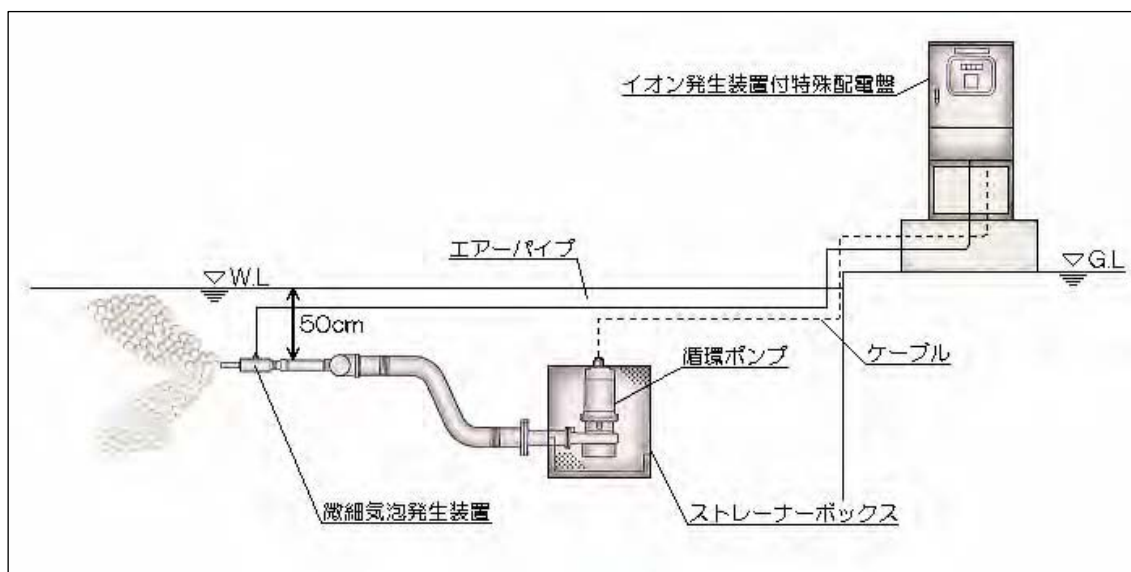 イオン発生装置付特殊配電盤
エアーパイプ
W.L
G.L
50cm
循環ポンプ
ケーブル
微細気泡発生装置
ストレーナーボックス